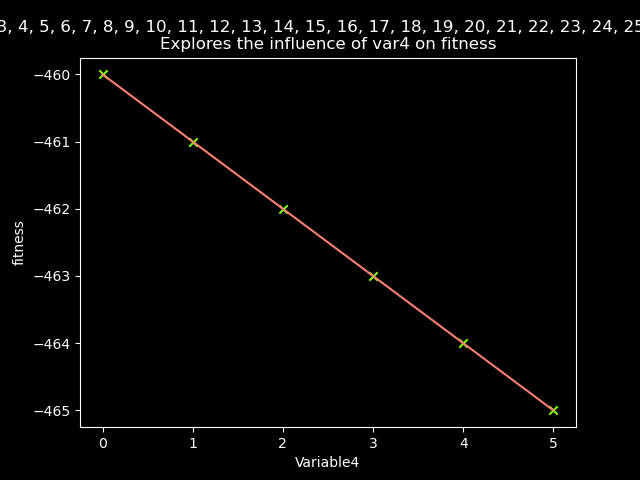 3, 4, 5, 6, 7, 8, 9, 10, 11, 12, 13, 14, 15, 16, 17, 18, 19, 20, 21, 22, 23, 24, 25
Explores the influence of var4 on fitness
−460
−461
−462
−463
−464
−465
fitness
0 1 2 3 4 5
Variable4